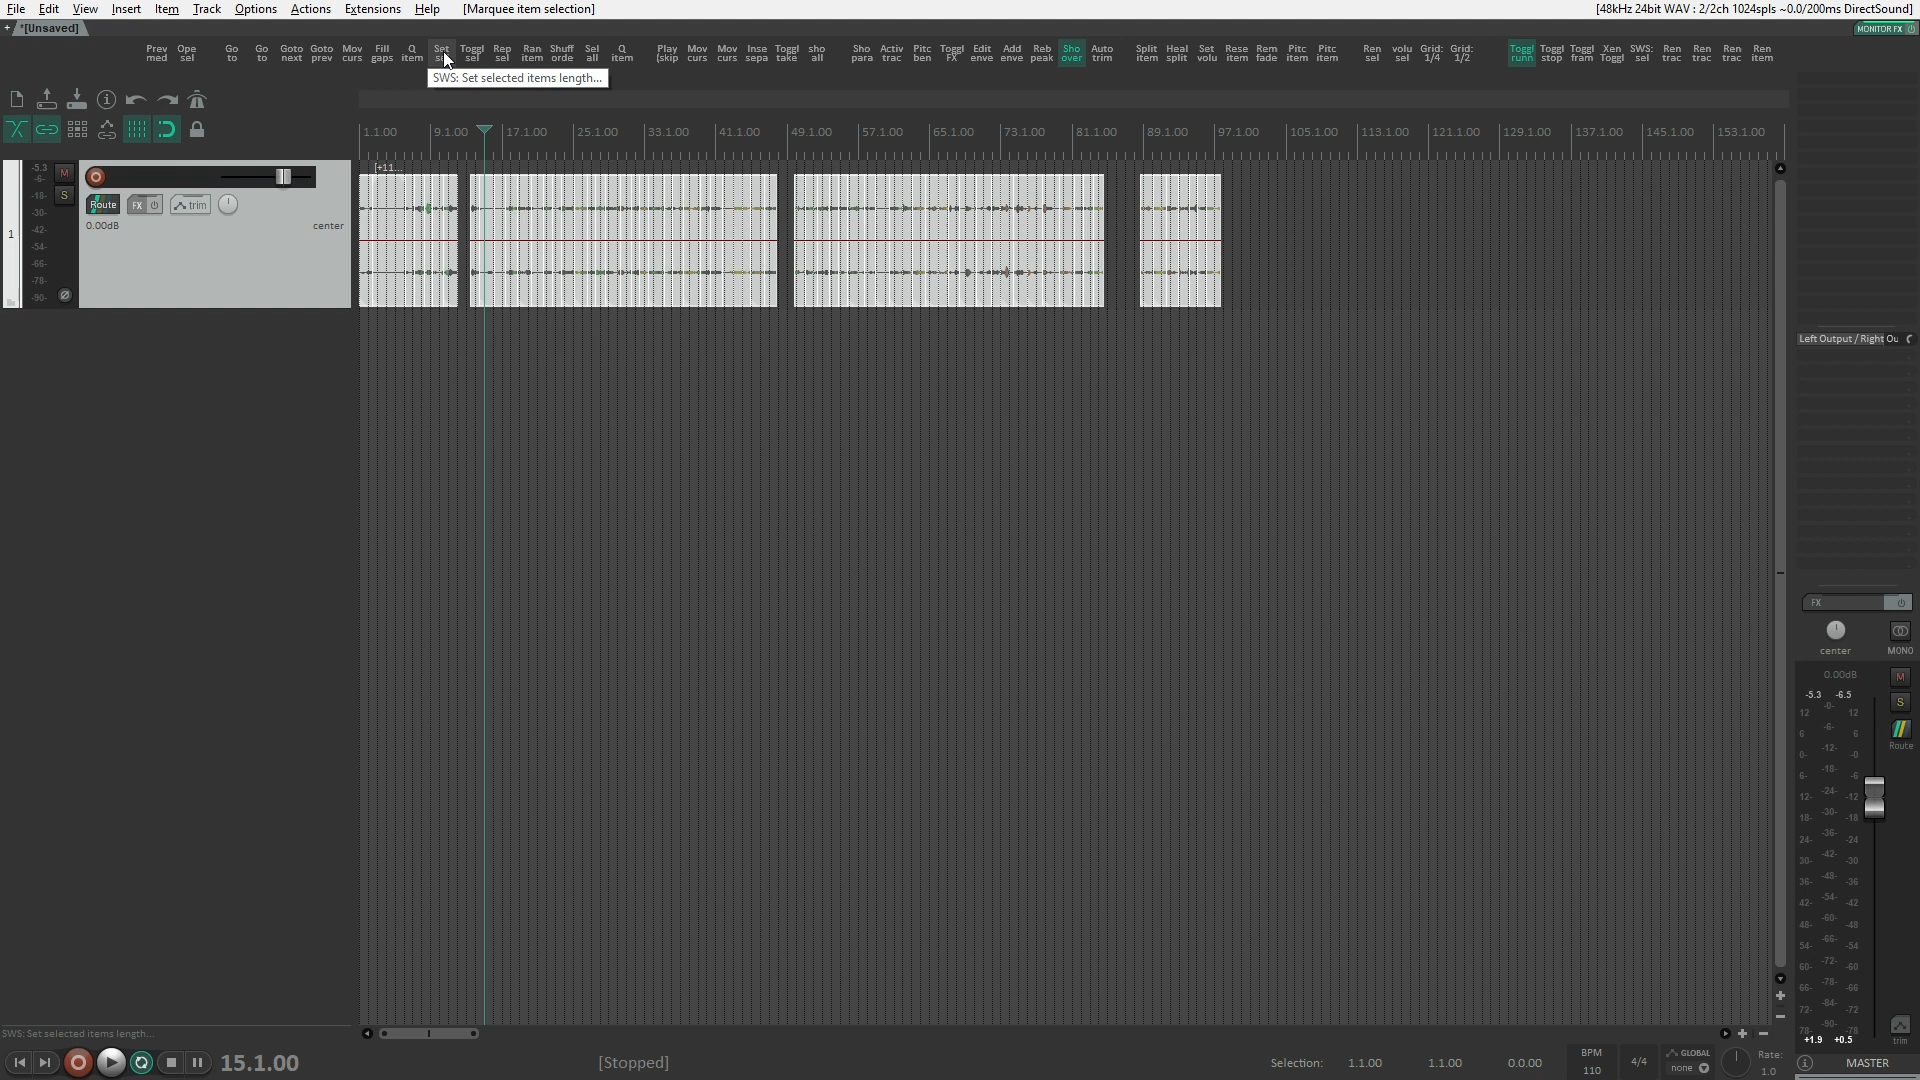 File Edit View Insert Item Track Options Actions Extensions Help [Marquee item selection] [48kHz 24bit WAV : 2/2ch 1024spls ~0.0/200ms DirectSound]
+ *[Unsaved] MONITOR FX
Prev Ope Go Go Goto Goto Mov Fill Q Set Toggl Rep Ran Shuff Sel Q Play Mov Mov Inse Toggl sho Sho Activ Pitc Toggl Edit Add Reb Sho Auto Split Heal Set Rese Rem Pitc Pitc Ren volu Grid: Grid: Toggl Toggl Toggl Xen SWS: Ren Ren Ren Ren
med sel to to next prev curs gaps item sel item orde all item (skip curs curs sepa take all para trac ben FX enve enve peak over trim item split volu item fade item item sel sel 1/4 1/2 runn stop fram Toggl sel trac trac trac item
SWS: Set selected items length...
1.1.00 9.1.00 17.1.00 25.1.00 33.1.00 41.1.00 49.1.00 57.1.00 65.1.00 73.1.00 81.1.00 89.1.00 97.1.00 105.1.00 113.1.00 121.1.00 129.1.00 137.1.00 145.1.00 153.1.00
[+11...
-5.3 M
-6-
-18- S
-30- Route FX trim
-42- 0.00dB center
1
-54-
-66-
-78-
-90-
Left Output / Right Ou
FX
center MONO
0.00dB M
-5.3 -6.5
-0- S
12 12
-6-
6 6 Route
0- -12- -0
-18-
6- -6
-24-
12- -12
-30-
18- -18
24- -36- -24
30- -42- -30
36- -48- -36
42- -54- -42
48- -60- -48
54- -66- -54
60- -72- -60
66- -78- -66
72- -84- -72
78- -90- -78
+1.9 +0.5 trim
SWS: Set selected items length...
15.1.00 [Stopped] Selection: 1.1.00 1.1.00 0.0.00 BPM 110 4/4 GLOBAL none Rate: 1.0 MASTER